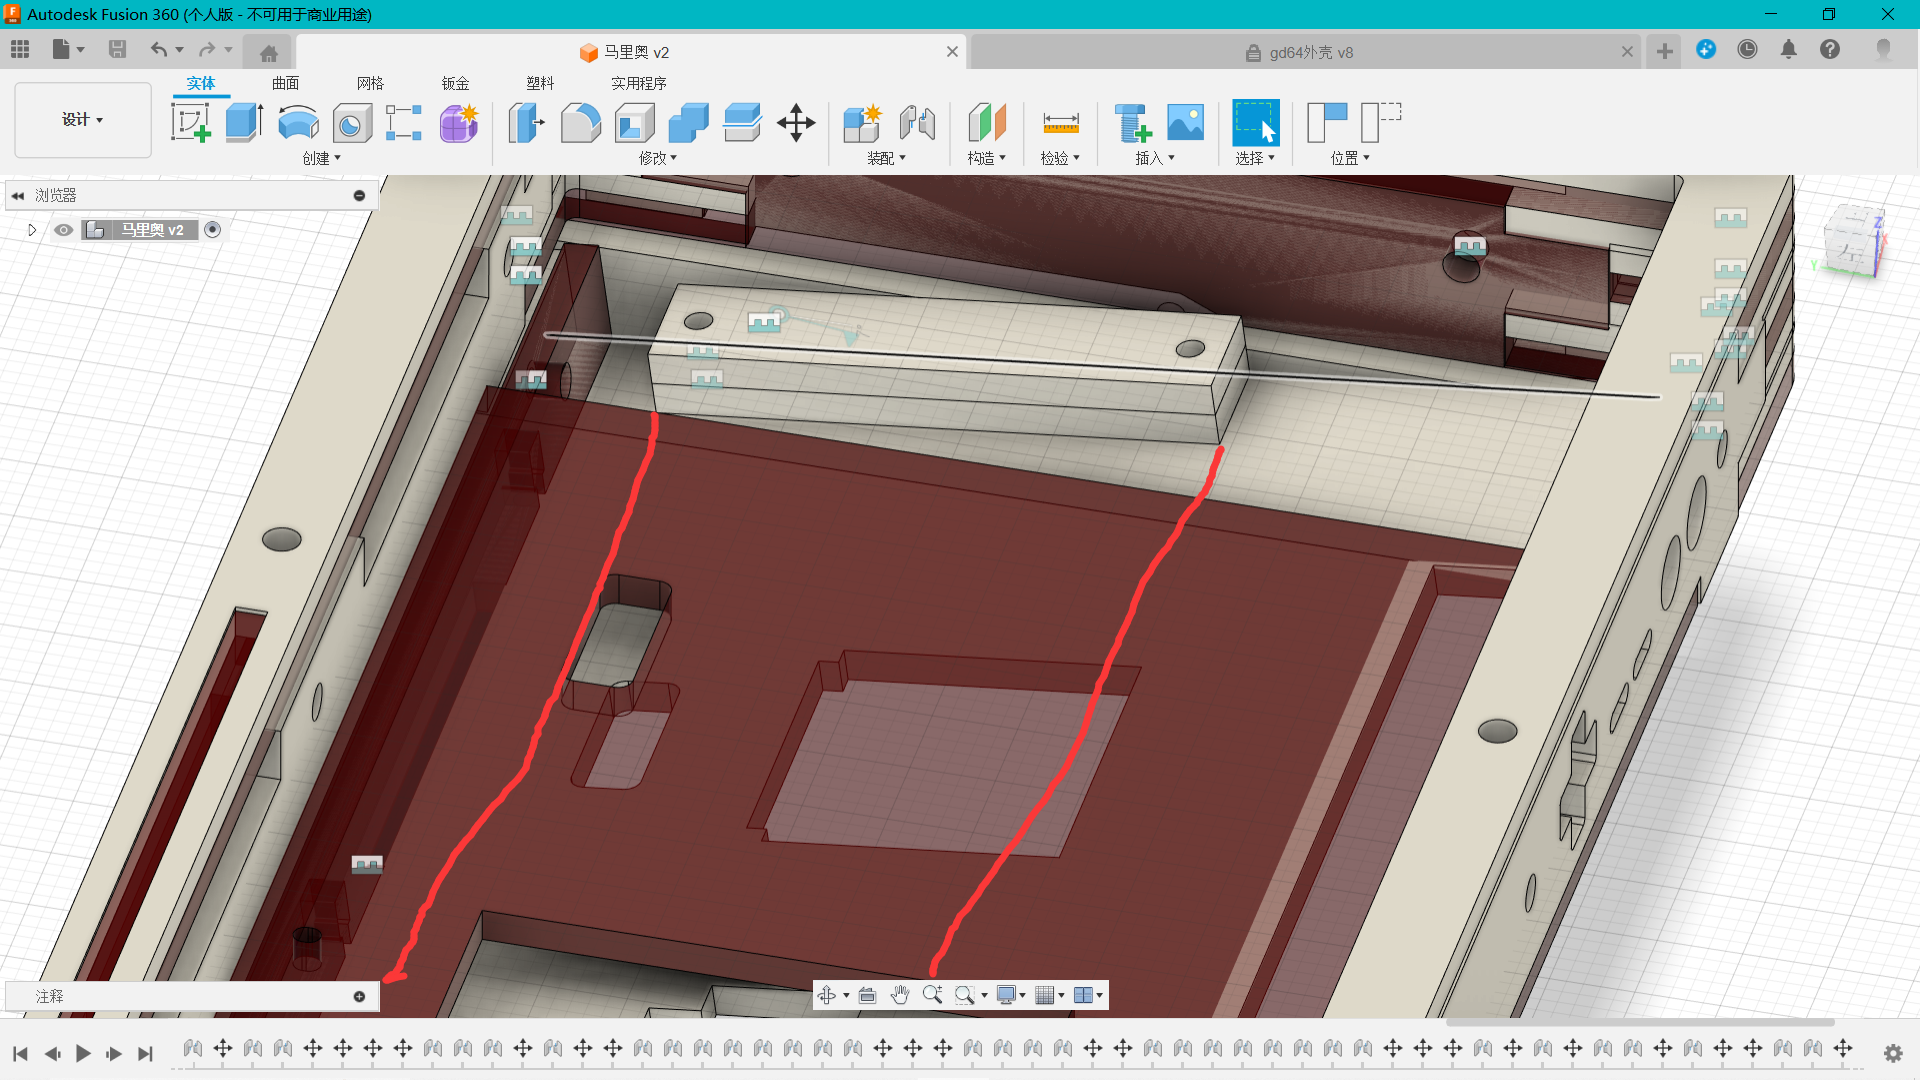 Autodesk Fusion 360 (个人版 - 不可用于商业用途)
马里奥 v2
gd64外壳 v8
实体 曲面 网格 钣金 塑料 实用程序
设计
创建 修改 装配 构造 检验 插入 选择 位置
浏览器
马里奥 v2
Z
Y
注释